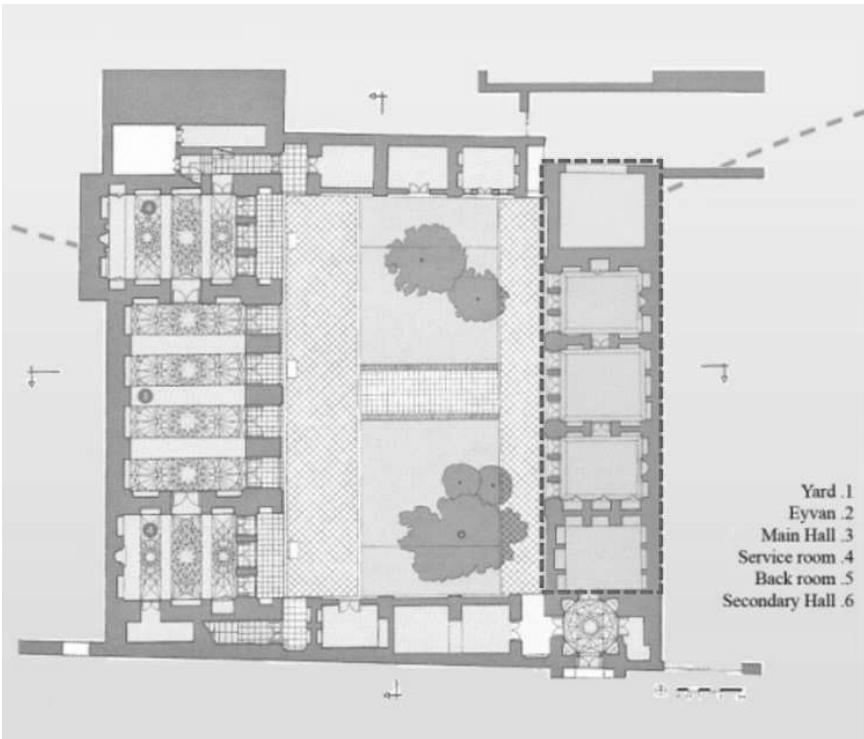 Yard .1
Eyvan .2
Main Hall .3
Service room .4
Back room .5
Secondary Hall .6